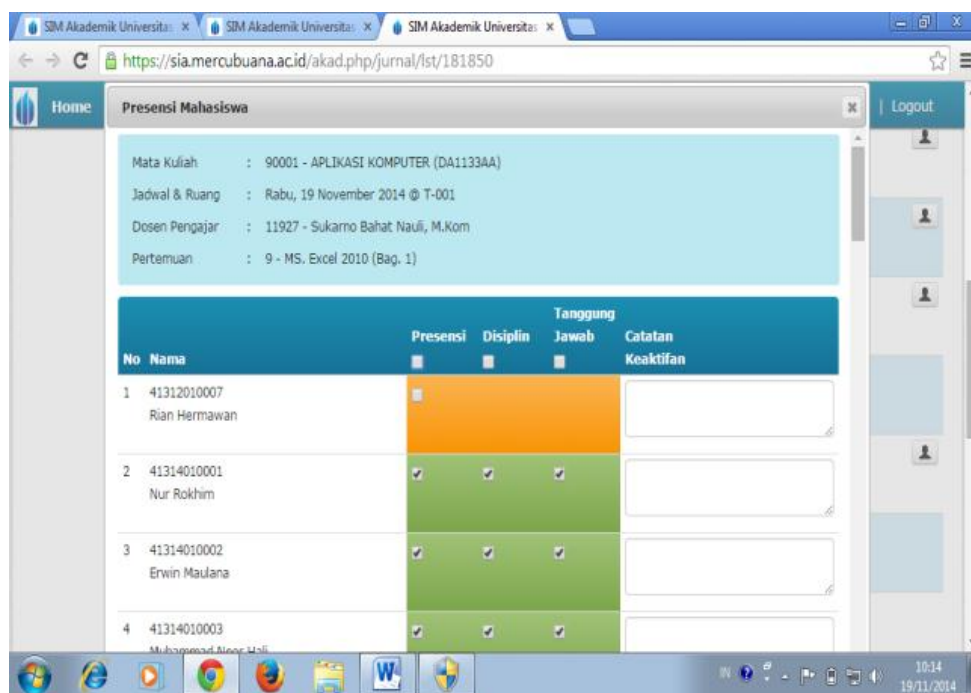 SIM Akademik Universitas
SIM Akademik Universitas
SIM Akademik Universitas
https://sia.mercubuana.ac.id/akad.php/jurnal/lst/181850
Home
Presensi Mahasiswa
| Logout
Mata Kuliah : 90001 - APLIKASI KOMPUTER (DA1133AA)
Jadwal & Ruang : Rabu, 19 November 2014 @ T-001
Dosen Pengajar : 11927 - Sukarno Bahat Nauli, M.Kom
Pertemuan : 9 - MS. Excel 2010 (Bag. 1)
No Nama Presensi Disiplin Tanggung Jawab Catatan Keaktifan
1 41312010007
Rian Hermawan
2 41314010001
Nur Rokhim
3 41314010002
Erwin Maulana
4 41314010003
Muhammad Noor Hali
IN
10:14
19/11/2014